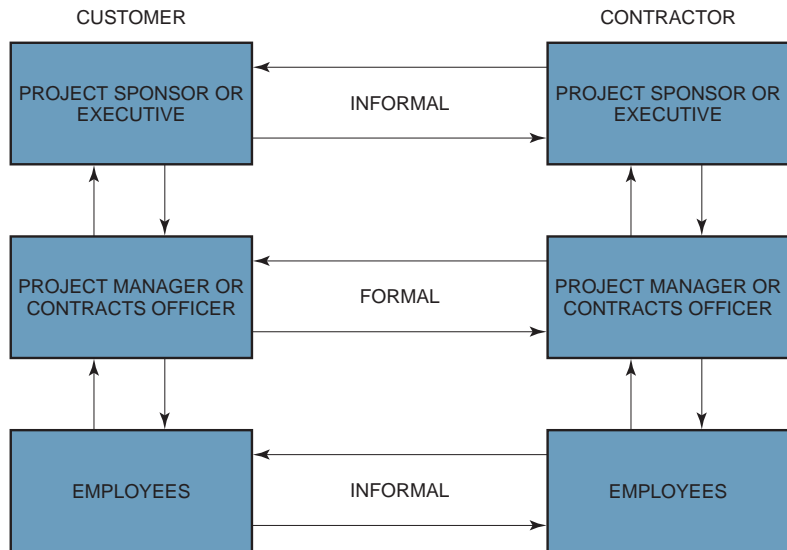 CUSTOMER
CONTRACTOR
PROJECT SPONSOR OR
EXECUTIVE
INFORMAL
PROJECT SPONSOR OR
EXECUTIVE
PROJECT MANAGER OR
CONTRACTS OFFICER
FORMAL
PROJECT MANAGER OR
CONTRACTS OFFICER
EMPLOYEES
INFORMAL
EMPLOYEES